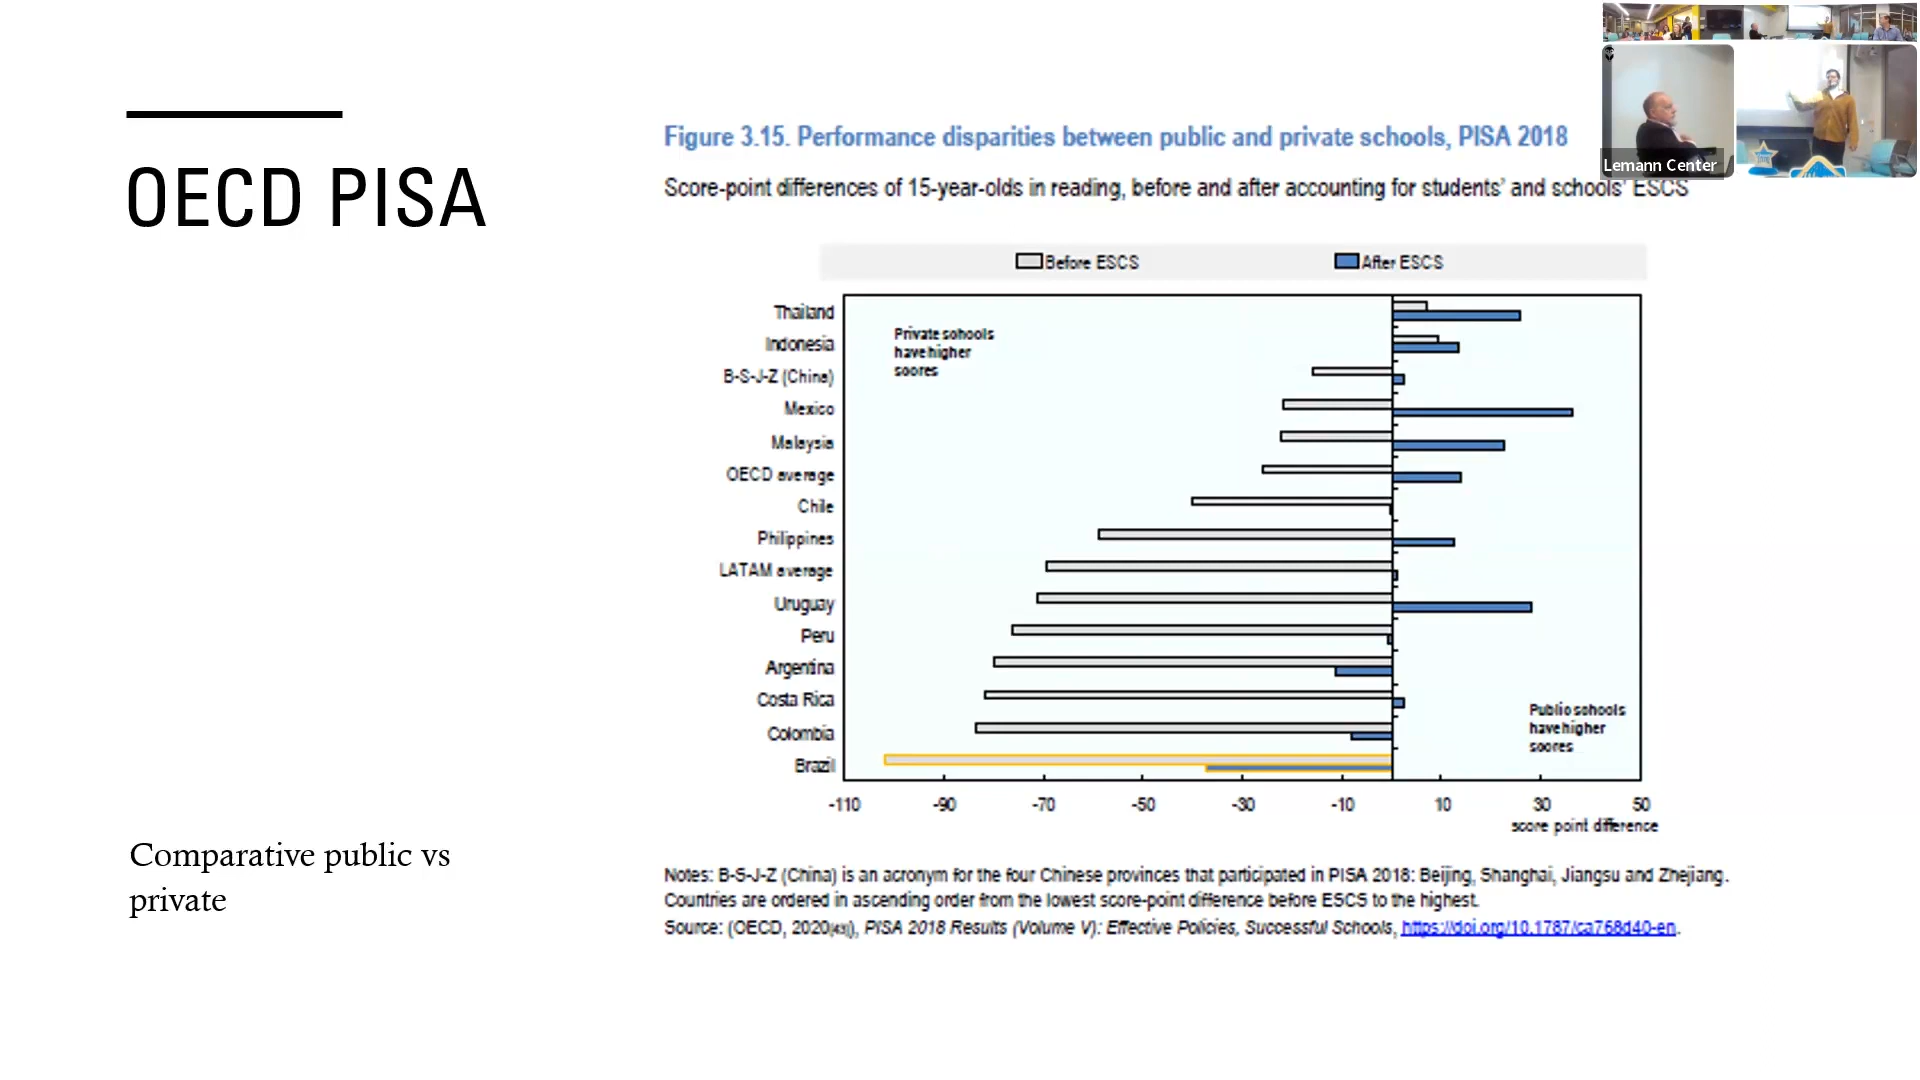 OECD PISA
Comparative public vs
private
Figure 3.15. Performance disparities between public and private schools, PISA 2018
Score-point differences of 15-year-olds in reading, before and after accounting for students' and schools' ESCS
Before ESCS
After ESCS
Private schools
have higher
scores
Thailand
Indonesia
B-S-J-Z (China)
Mexico
Malaysia
OECD average
Chile
Philippines
LATAM average
Uruguay
Peru
Argentina
Costa Rica
Colombia
Brazil
Public schools
have higher
scores
-110 -90 -70 -50 -30 -10 10 30 50
score point difference
Notes: B-S-J-Z (China) is an acronym for the four Chinese provinces that participated in PISA 2018: Beijing, Shanghai, Jiangsu and Zhejiang.
Countries are ordered in ascending order from the lowest score-point difference before ESCS to the highest.
Source: (OECD, 2020[43]), PISA 2018 Results (Volume V): Effective Policies, Successful Schools, https://doi.org/10.1787/ca768d40-en.
Lemann Center